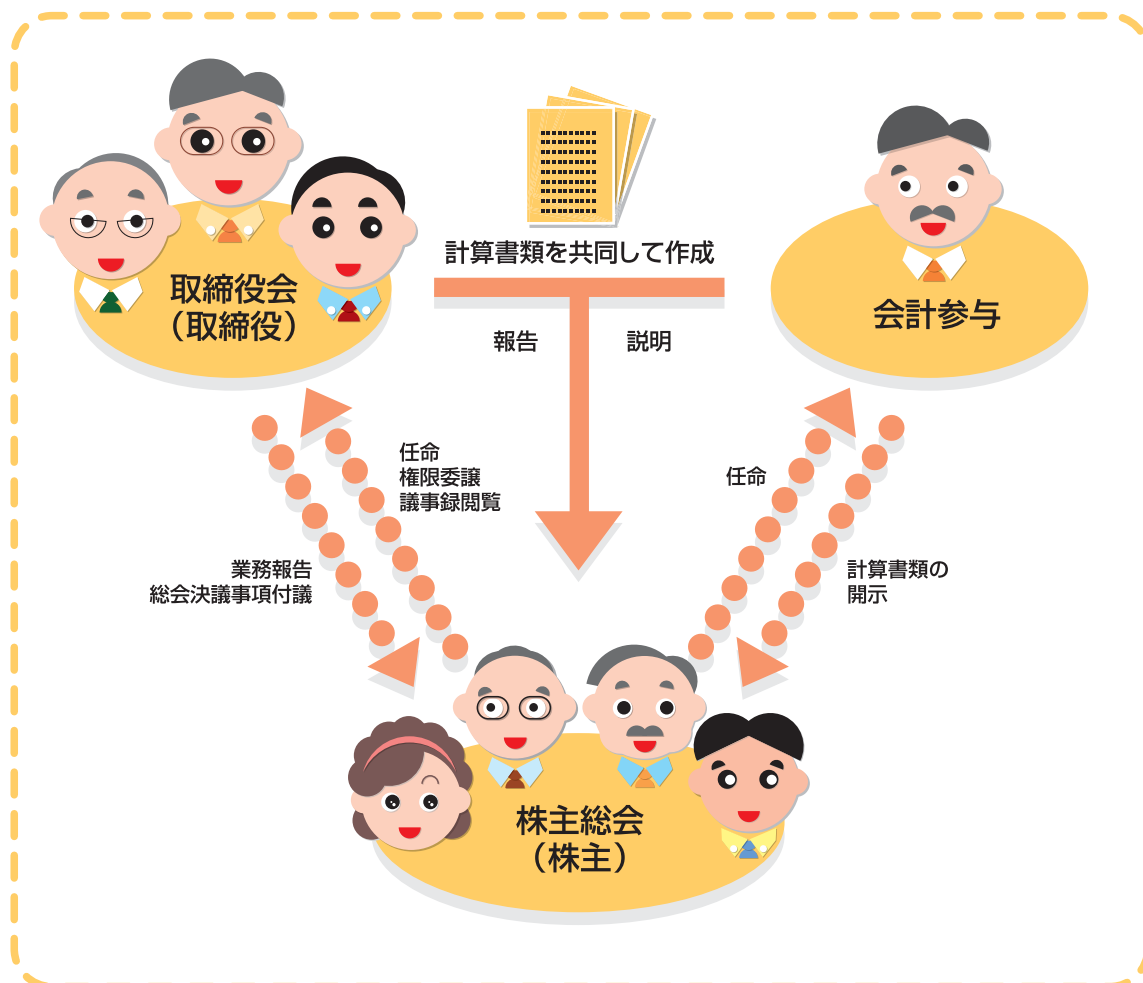 計算書類を共同して作成
取締役会
（取締役）
会計参与
報告
説明
任命
権限委譲
議事録閲覧
任命
業務報告
総会決議事項付議
計算書類の
開示
株主総会
（株主）